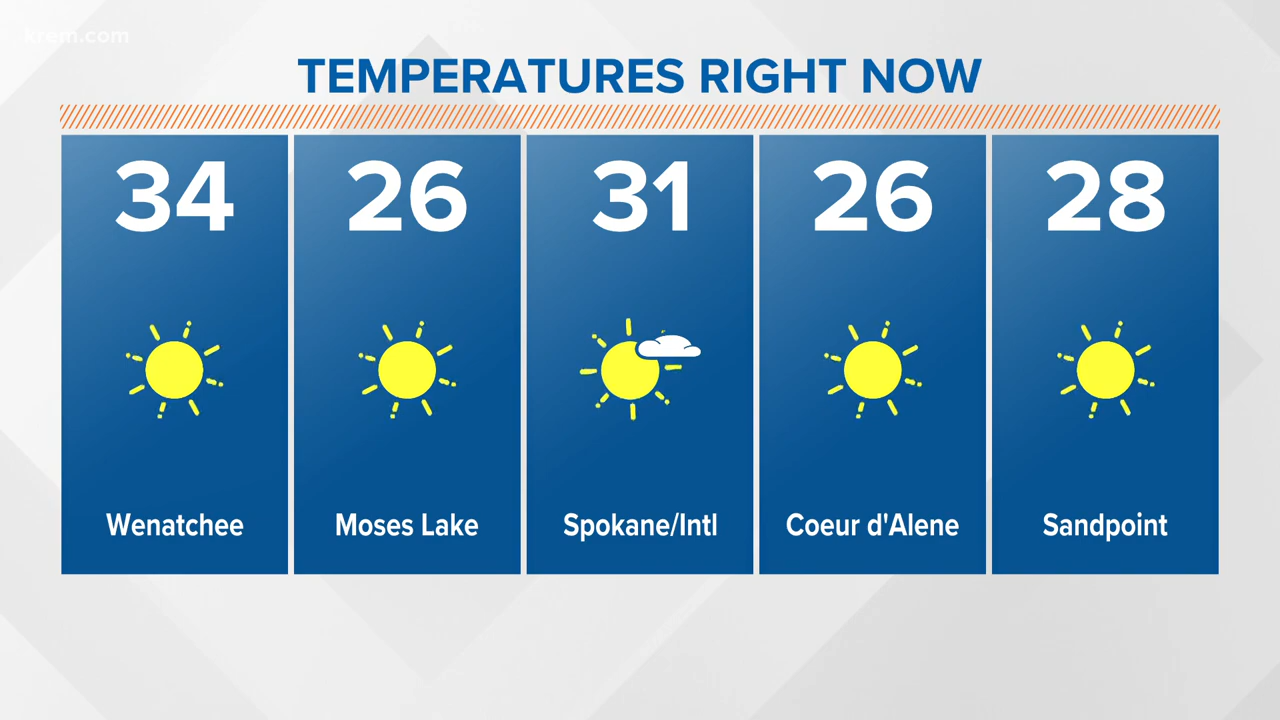 krem.com
TEMPERATURES RIGHT NOW
34
26
31
26
28
Wenatchee
Moses Lake
Spokane/Intl
Coeur d'Alene
Sandpoint